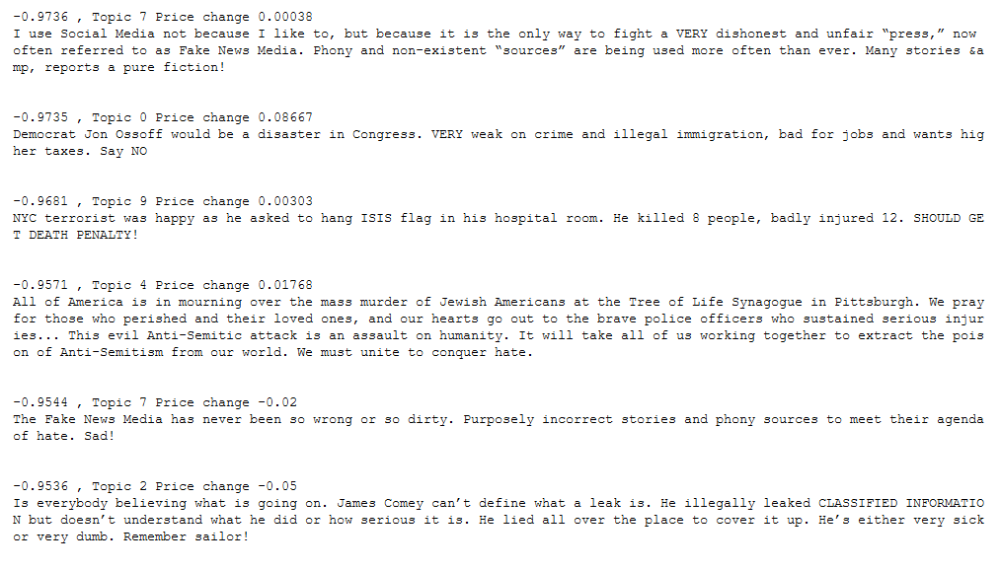 -0.9736 , Topic 7 Price change 0.00038
I use Social Media not because I like to, but because it is the only way to fight a VERY dishonest and unfair “press,” now
often referred to as Fake News Media. Phony and non-existent “sources” are being used more often than ever. Many stories &a
mp, reports a pure fiction!
-0.9735 , Topic 0 Price change 0.08667
Democrat Jon Ossoff would be a disaster in Congress. VERY weak on crime and illegal immigration, bad for jobs and wants hig
her taxes. Say NO
-0.9681 , Topic 9 Price change 0.00303
NYC terrorist was happy as he asked to hang ISIS flag in his hospital room. He killed 8 people, badly injured 12. SHOULD GE
T DEATH PENALTY!
-0.9571 , Topic 4 Price change 0.01768
All of America is in mourning over the mass murder of Jewish Americans at the Tree of Life Synagogue in Pittsburgh. We pray
for those who perished and their loved ones, and our hearts go out to the brave police officers who sustained serious injur
ies... This evil Anti-Semitic attack is an assault on humanity. It will take all of us working together to extract the pois
on of Anti-Semitism from our world. We must unite to conquer hate.
-0.9544 , Topic 7 Price change -0.02
The Fake News Media has never been so wrong or so dirty. Purposely incorrect stories and phony sources to meet their agenda
of hate. Sad!
-0.9536 , Topic 2 Price change -0.05
Is everybody believing what is going on. James Comey can’t define what a leak is. He illegally leaked CLASSIFIED INFORMATIO
N but doesn’t understand what he did or how serious it is. He lied all over the place to cover it up. He’s either very sick
or very dumb. Remember sailor!